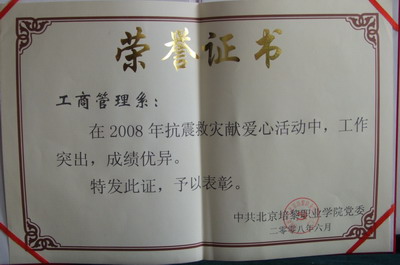 荣誉证书
工商管理系：
在2008年抗震救灾献爱心活动中，工作
突出，成绩优异。
特发此证，予以表彰。
中共北京培黎职业学院党委
二零零八年六月